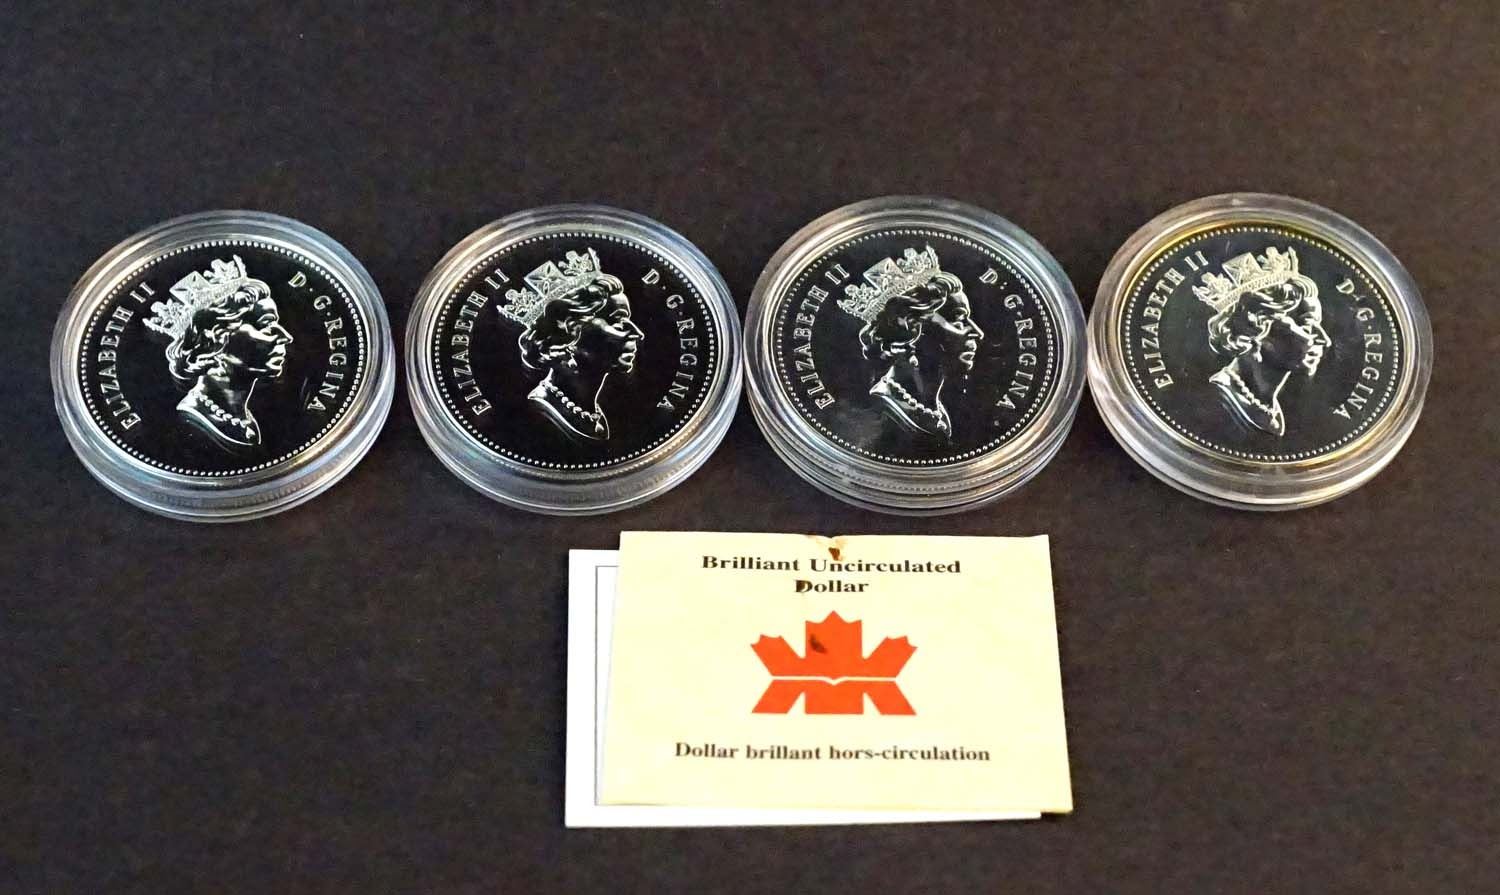 ELIZABETH II D·G·REGINA
ELIZABETH II D·G·REGINA
ELIZABETH II D·G·REGINA
ELIZABETH II D·G·REGINA
Brilliant Uncirculated
Dollar
Dollar brillant hors-circulation